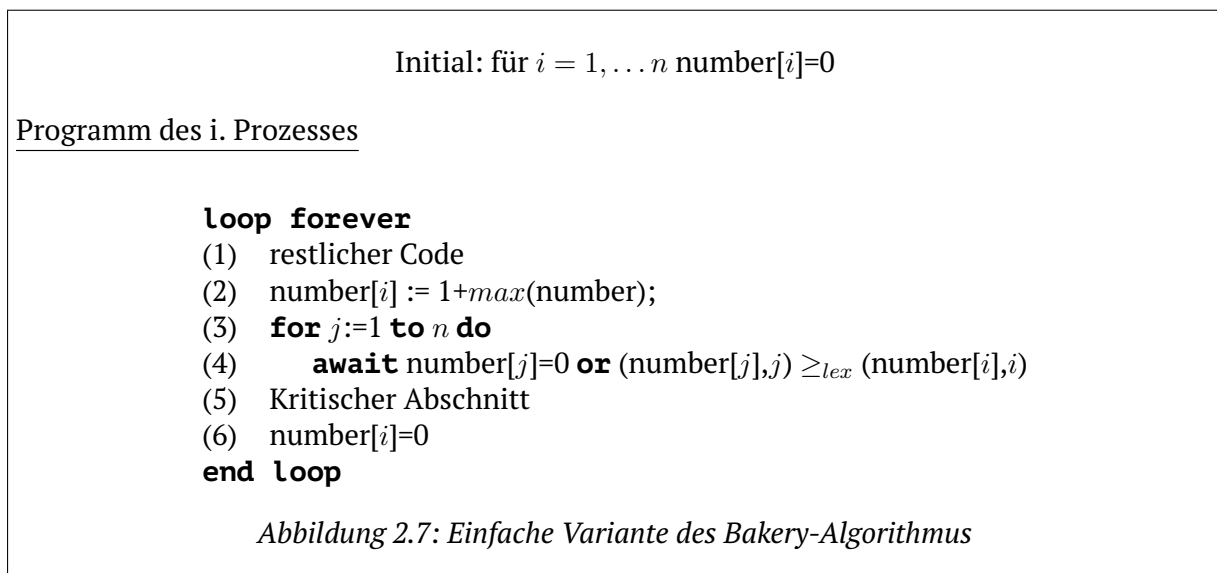 Initial: für i = 1, … n number[i]=0
Programm des i. Prozesses
loop forever
(1) restlicher Code
(2) number[i] := 1+max(number);
(3) for j:=1 to n do
(4) await number[j]=0 or (number[j],j) ≥lex (number[i],i)
(5) Kritischer Abschnitt
(6) number[i]=0
end loop
Abbildung 2.7: Einfache Variante des Bakery-Algorithmus